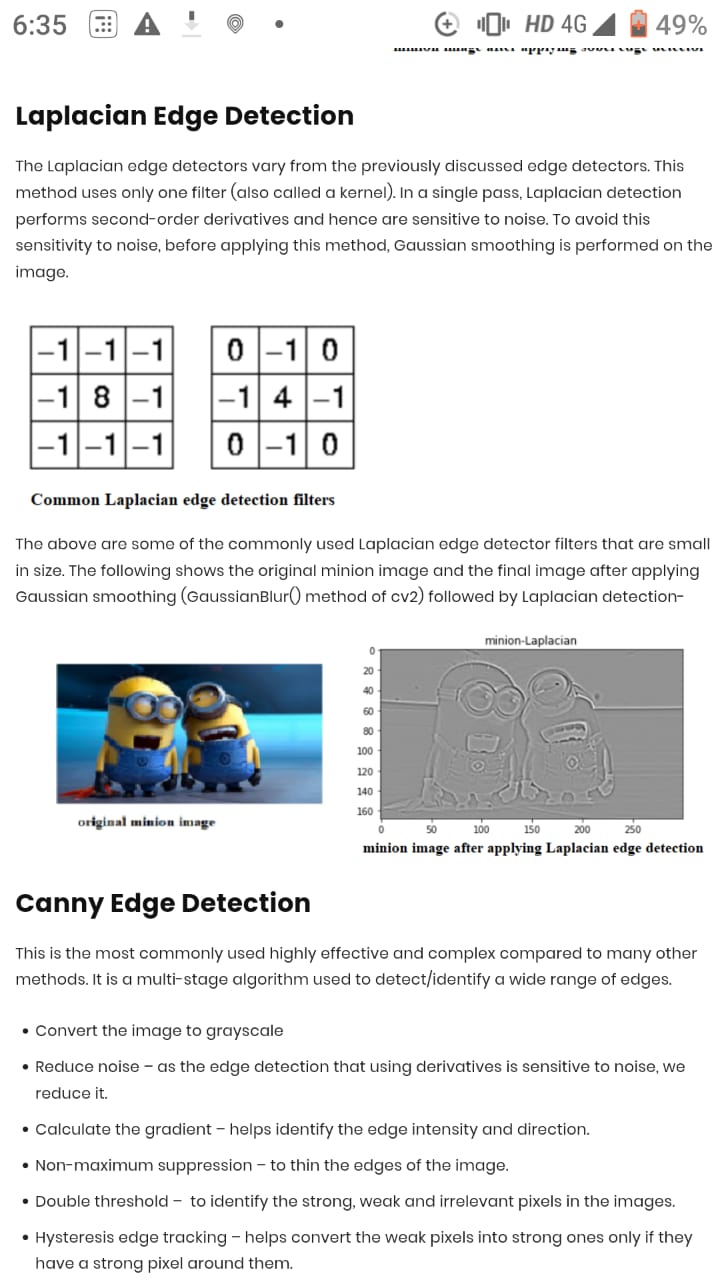 6:35
HD 4G 49%
Laplacian Edge Detection
The Laplacian edge detectors vary from the previously discussed edge detectors. This
method uses only one filter (also called a kernel). In a single pass, Laplacian detection
performs second-order derivatives and hence are sensitive to noise. To avoid this
sensitivity to noise, before applying this method, Gaussian smoothing is performed on the
image.
–1 –1 –1
–1 8 –1
–1 –1 –1
0 –1 0
–1 4 –1
0 –1 0
Common Laplacian edge detection filters
The above are some of the commonly used Laplacian edge detector filters that are small
in size. The following shows the original minion image and the final image after applying
Gaussian smoothing (GaussianBlur() method of cv2) followed by Laplacian detection-
original minion image
minion-Laplacian
0
20
40
60
80
100
120
140
160
0 50 100 150 200 250
minion image after applying Laplacian edge detection
Canny Edge Detection
This is the most commonly used highly effective and complex compared to many other
methods. It is a multi-stage algorithm used to detect/identify a wide range of edges.
• Convert the image to grayscale
• Reduce noise – as the edge detection that using derivatives is sensitive to noise, we
reduce it.
• Calculate the gradient – helps identify the edge intensity and direction.
• Non-maximum suppression – to thin the edges of the image.
• Double threshold – to identify the strong, weak and irrelevant pixels in the images.
• Hysteresis edge tracking – helps convert the weak pixels into strong ones only if they
have a strong pixel around them.